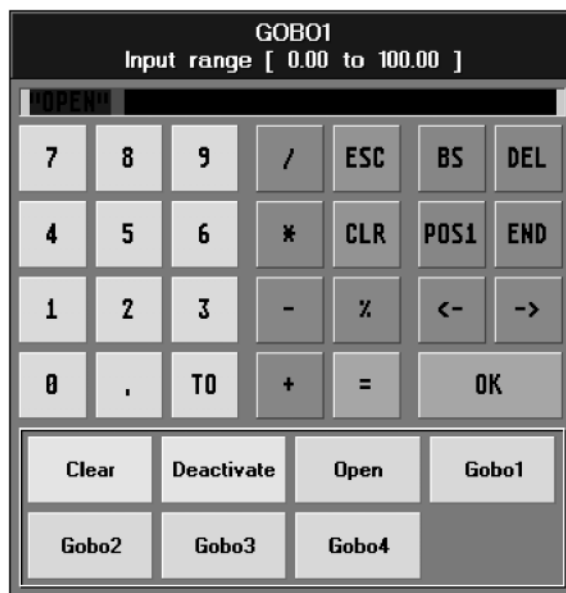 GOBO1
Input range [ 0.00 to 100.00 ]
"OPEN"
7 8 9 / ESC BS DEL
4 5 6 * CLR POS1 END
1 2 3 - % <- ->
0 . TO + = OK
Clear Deactivate Open Gobo1
Gobo2 Gobo3 Gobo4